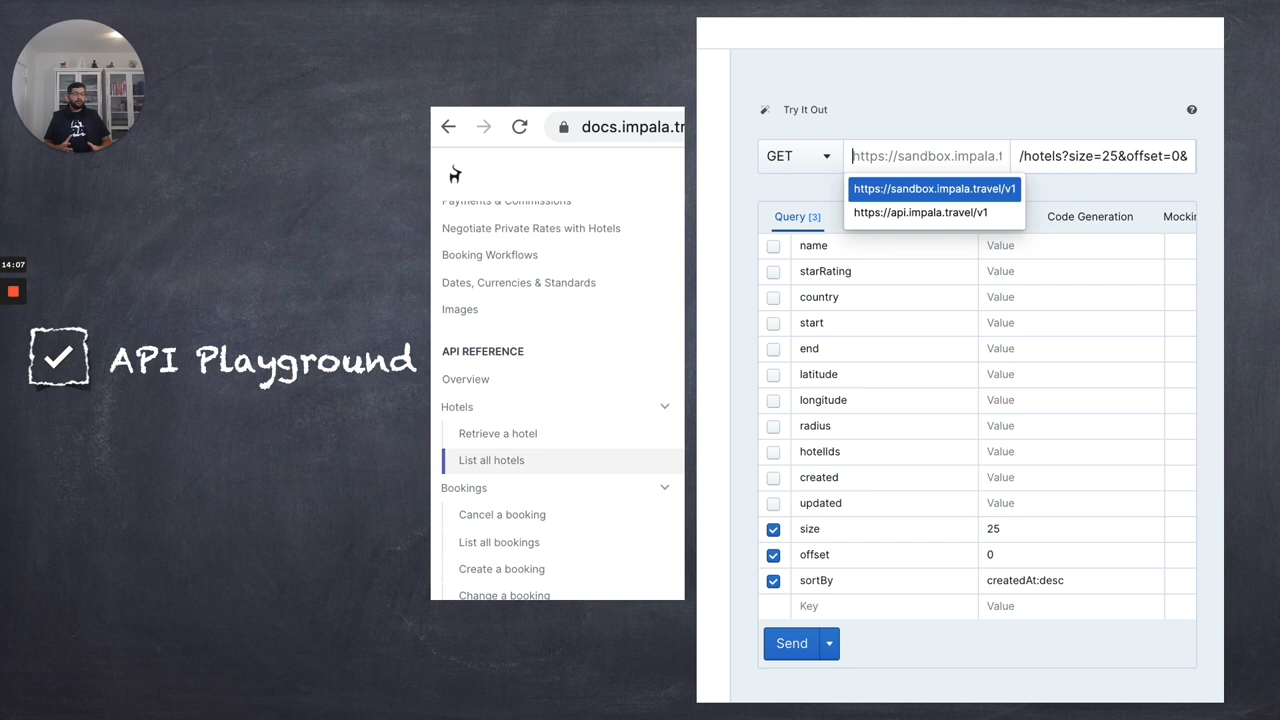 14:07
API Playground
docs.impala.tr
Payments & Commissions
Negotiate Private Rates with Hotels
Booking Workflows
Dates, Currencies & Standards
Images
API REFERENCE
Overview
Hotels
Retrieve a hotel
List all hotels
Bookings
Cancel a booking
List all bookings
Create a booking
Change a booking
Try It Out
GET https://sandbox.impala.t /hotels?size=25&offset=0&
https://sandbox.impala.travel/v1
https://api.impala.travel/v1
Query [3] Code Generation Mockin
name Value
starRating Value
country Value
start Value
end Value
latitude Value
longitude Value
radius Value
hotelIds Value
created Value
updated Value
size 25
offset 0
sortBy createdAt:desc
Key Value
Send